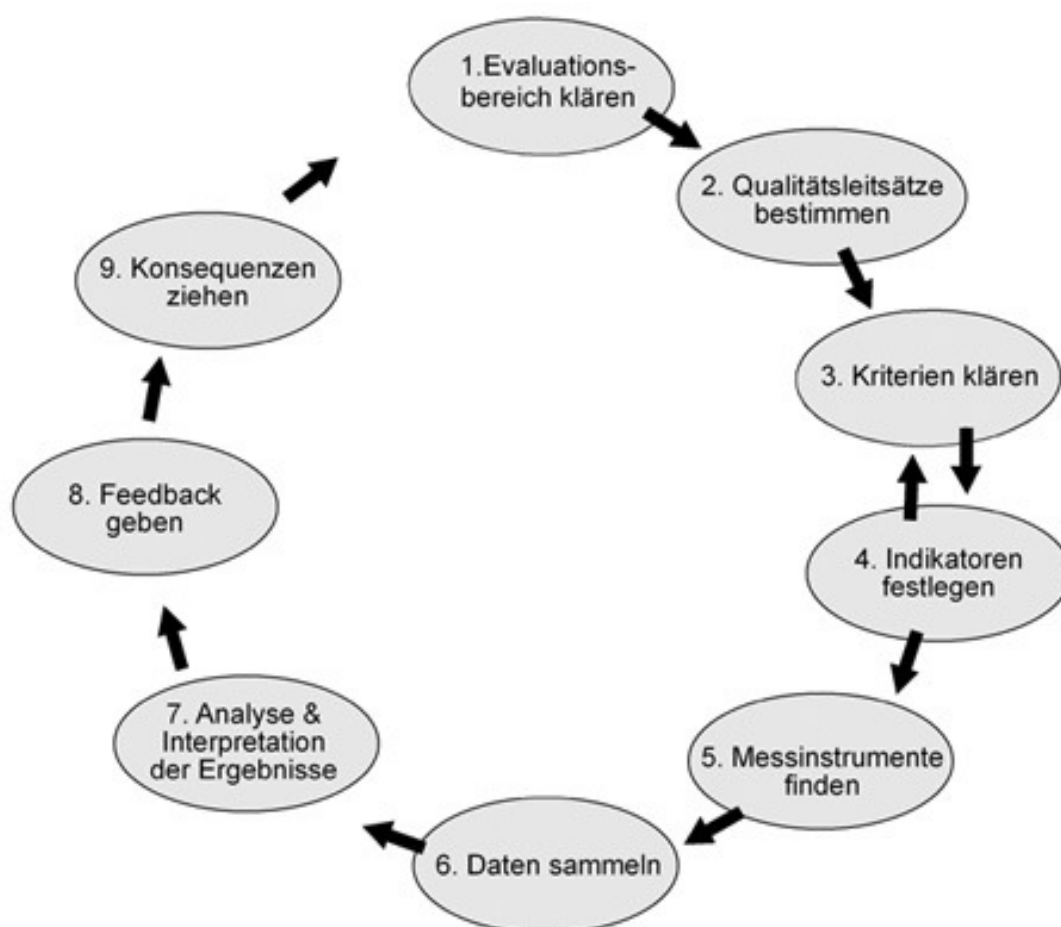 1.Evaluations-
bereich klären
2. Qualitätsleitsätze
bestimmen
3. Kriterien klären
4. Indikatoren
festlegen
5. Messinstrumente
finden
6. Daten sammeln
7. Analyse &
Interpretation
der Ergebnisse
8. Feedback
geben
9. Konsequenzen
ziehen